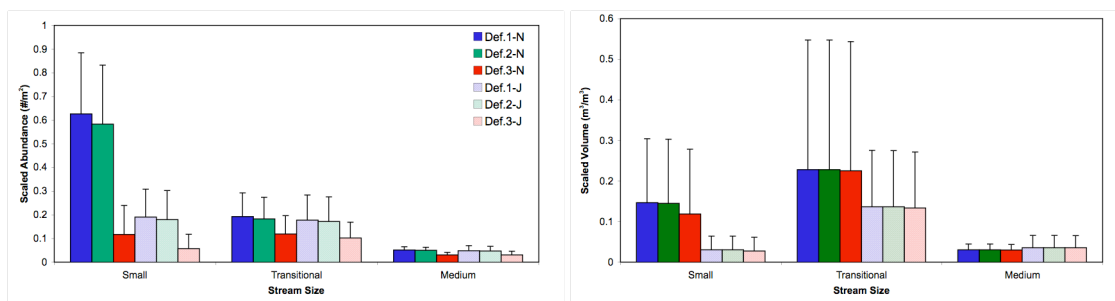 1
0.9
0.8
0.7
0.6
0.5
0.4
0.3
0.2
0.1
0
Scaled Abundance (#/m²)
Def.1-N
Def.2-N
Def.3-N
Def.1-J
Def.2-J
Def.3-J
Small Transitional Medium
Stream Size
0.6
0.5
0.4
0.3
0.2
0.1
0
Scaled Volume (m³/m³)
Small Transitional Medium
Stream Size